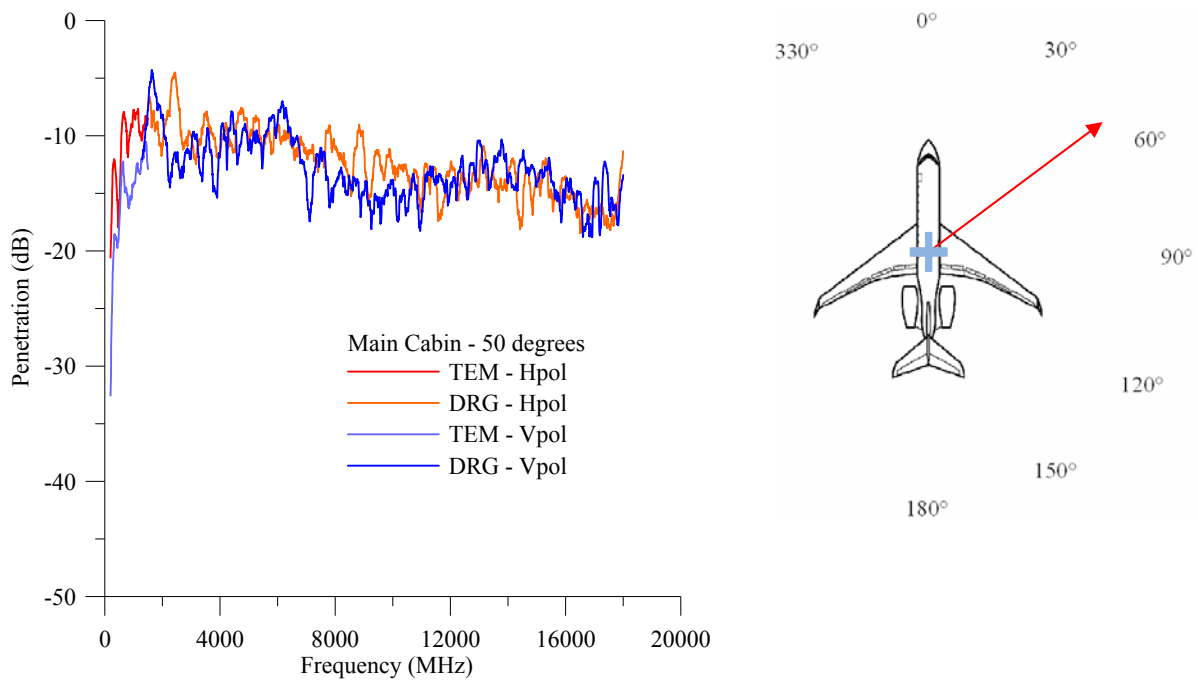 0
-10
-20
-30
-40
-50
Penetration (dB)
0 4000 8000 12000 16000 20000
Frequency (MHz)
Main Cabin - 50 degrees
TEM - Hpol
DRG - Hpol
TEM - Vpol
DRG - Vpol
0°
330° 30°
60°
90°
120°
150°
180°